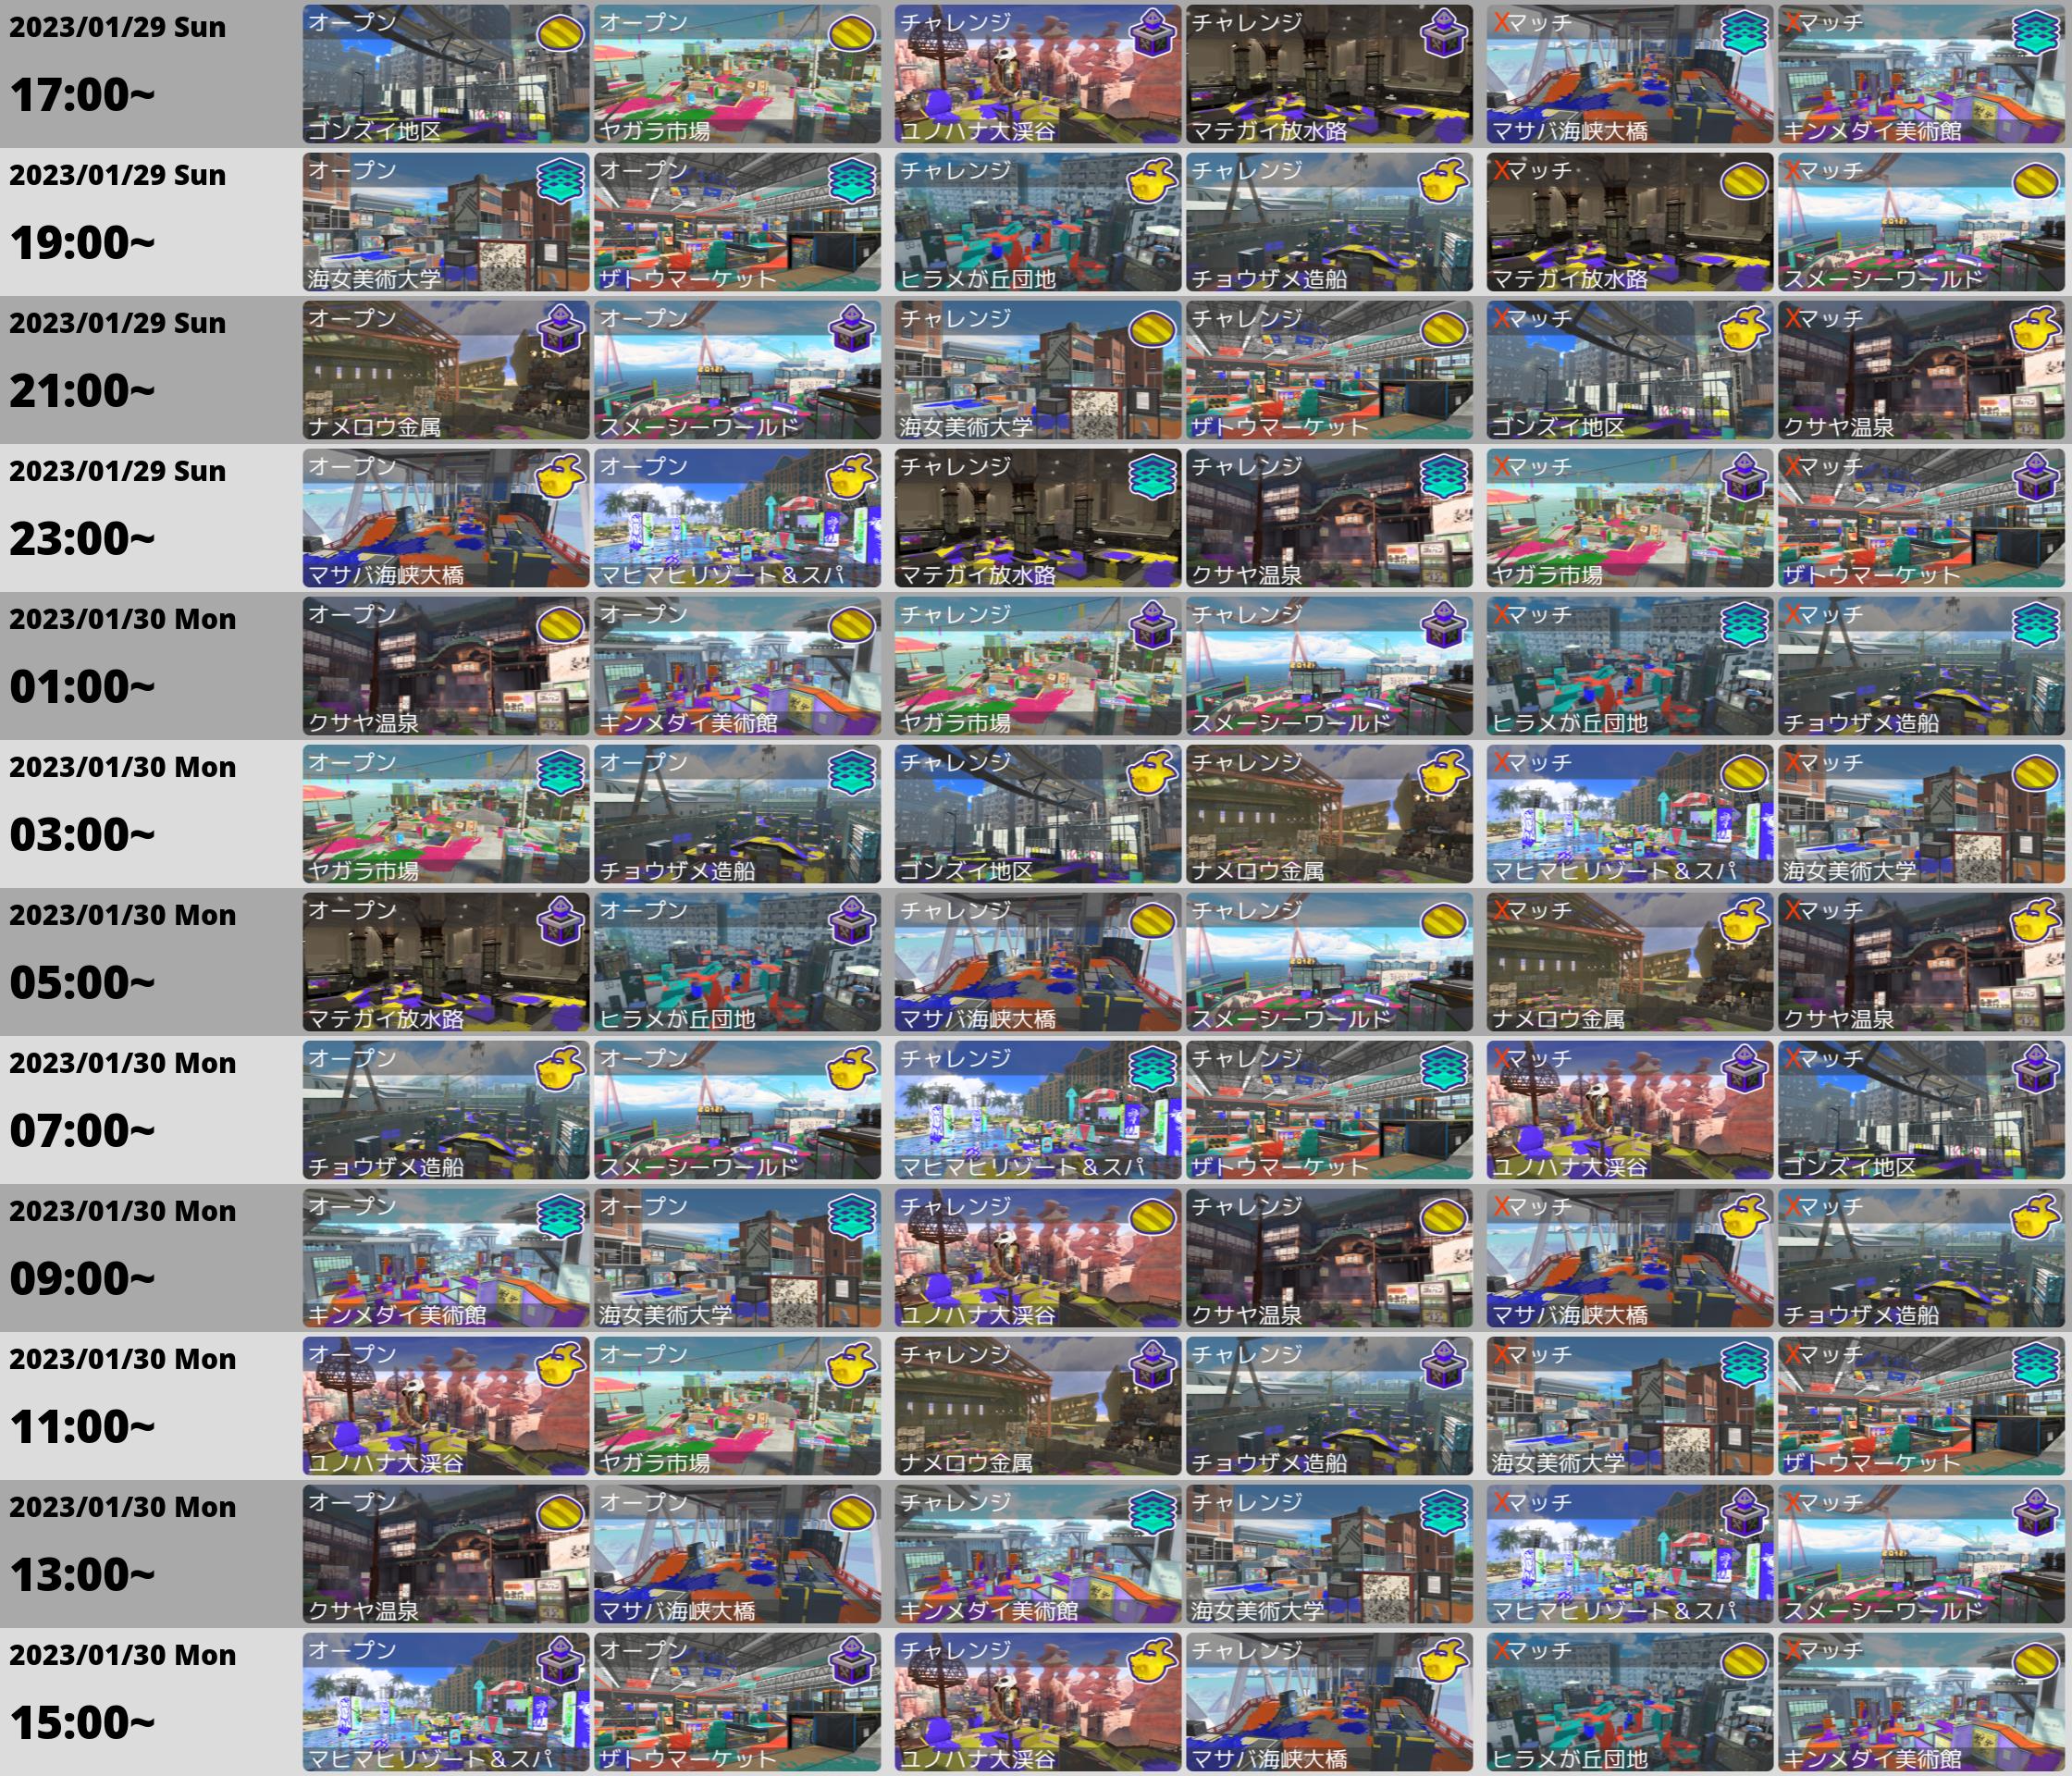 2023/01/29 Sun
17:00~
オープン オープン チャレンジ チャレンジ Xマッチ Xマッチ
ゴンズイ地区 ヤガラ市場 ユノハナ大渓谷 マテガイ放水路 マサバ海峡大橋 キンメダイ美術館
2023/01/29 Sun
19:00~
オープン オープン チャレンジ チャレンジ Xマッチ Xマッチ
海女美術大学 ザトウマーケット ヒラメが丘団地 チョウザメ造船 マテガイ放水路 スメーシーワールド
2023/01/29 Sun
21:00~
オープン オープン チャレンジ チャレンジ Xマッチ Xマッチ
ナメロウ金属 スメーシーワールド 海女美術大学 ザトウマーケット ゴンズイ地区 クサヤ温泉
2023/01/29 Sun
23:00~
オープン オープン チャレンジ チャレンジ Xマッチ Xマッチ
マサバ海峡大橋 マヒマヒリゾート＆スパ マテガイ放水路 クサヤ温泉 ヤガラ市場 ザトウマーケット
2023/01/30 Mon
01:00~
オープン オープン チャレンジ チャレンジ Xマッチ Xマッチ
クサヤ温泉 キンメダイ美術館 ヤガラ市場 スメーシーワールド ヒラメが丘団地 チョウザメ造船
2023/01/30 Mon
03:00~
オープン オープン チャレンジ チャレンジ Xマッチ Xマッチ
ヤガラ市場 チョウザメ造船 ゴンズイ地区 ナメロウ金属 マヒマヒリゾート＆スパ 海女美術大学
2023/01/30 Mon
05:00~
オープン オープン チャレンジ チャレンジ Xマッチ Xマッチ
マテガイ放水路 ヒラメが丘団地 マサバ海峡大橋 スメーシーワールド ナメロウ金属 クサヤ温泉
2023/01/30 Mon
07:00~
オープン オープン チャレンジ チャレンジ Xマッチ Xマッチ
チョウザメ造船 スメーシーワールド マヒマヒリゾート＆スパ ザトウマーケット ユノハナ大渓谷 ゴンズイ地区
2023/01/30 Mon
09:00~
オープン オープン チャレンジ チャレンジ Xマッチ Xマッチ
キンメダイ美術館 海女美術大学 ユノハナ大渓谷 クサヤ温泉 マサバ海峡大橋 チョウザメ造船
2023/01/30 Mon
11:00~
オープン オープン チャレンジ チャレンジ Xマッチ Xマッチ
ユノハナ大渓谷 ヤガラ市場 ナメロウ金属 チョウザメ造船 海女美術大学 ザトウマーケット
2023/01/30 Mon
13:00~
オープン オープン チャレンジ チャレンジ Xマッチ Xマッチ
クサヤ温泉 マサバ海峡大橋 キンメダイ美術館 海女美術大学 マヒマヒリゾート＆スパ スメーシーワールド
2023/01/30 Mon
15:00~
オープン オープン チャレンジ チャレンジ Xマッチ Xマッチ
マヒマヒリゾート＆スパ ザトウマーケット ユノハナ大渓谷 マサバ海峡大橋 ヒラメが丘団地 キンメダイ美術館